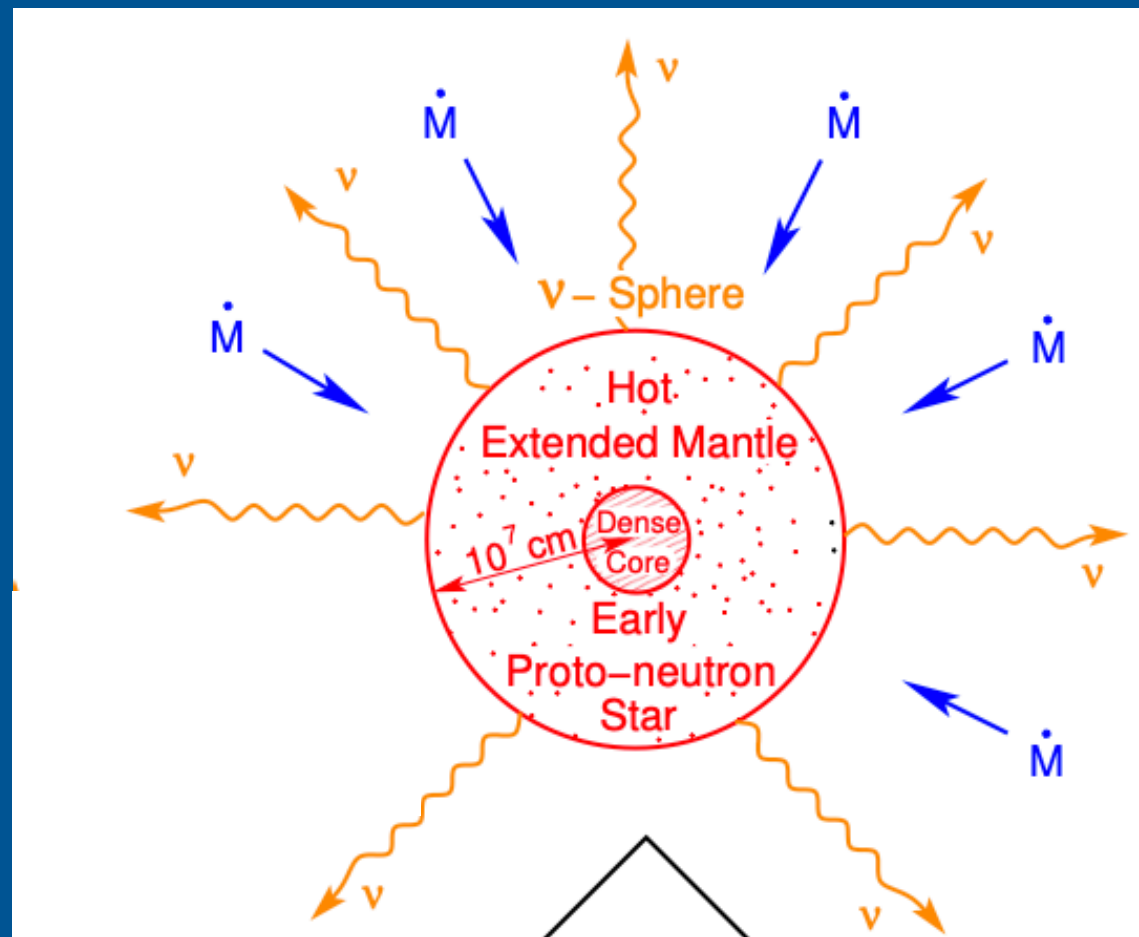 ν
Ṁ
Ṁ
ν
ν
ν – Sphere
Ṁ
Ṁ
Hot
Extended Mantle
ν
Dense
10⁷ cm
Core
ν
Early
Proto–neutron
Star
Ṁ
ν
ν